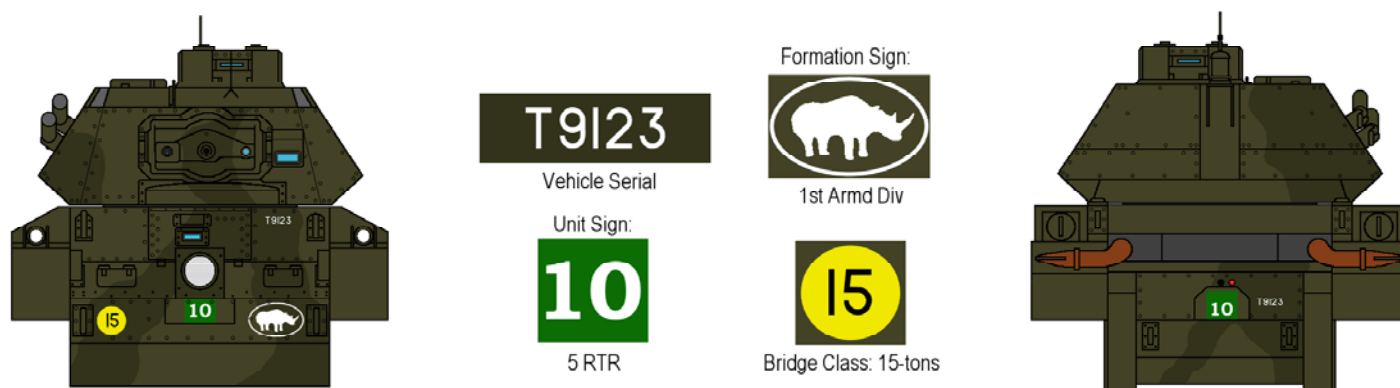 Formation Sign:
T9123
Vehicle Serial
1st Armd Div
Unit Sign:
10
5 RTR
15
Bridge Class: 15-tons
T9123
15
10
T9123
10